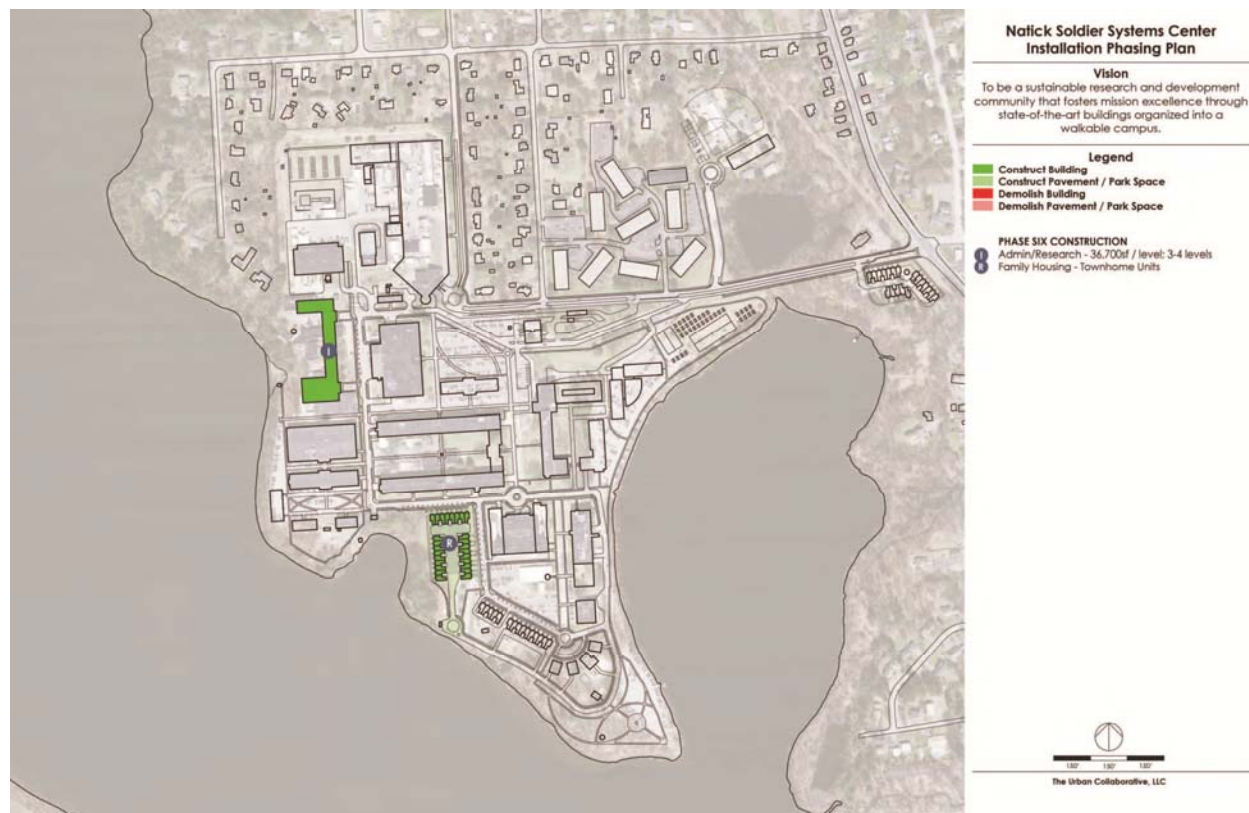 Natick Soldier Systems Center
Installation Phasing Plan
Vision
To be a sustainable research and development
community that fosters mission excellence through
state-of-the-art buildings organized into a
walkable campus.
Legend
Construct Building
Construct Pavement / Park Space
Demolish Building
Demolish Pavement / Park Space
PHASE SIX CONSTRUCTION
I Admin/Research - 36,700sf / level; 3-4 levels
R Family Housing - Townhome Units
I
R
150' 150' 150'
The Urban Collaborative, LLC